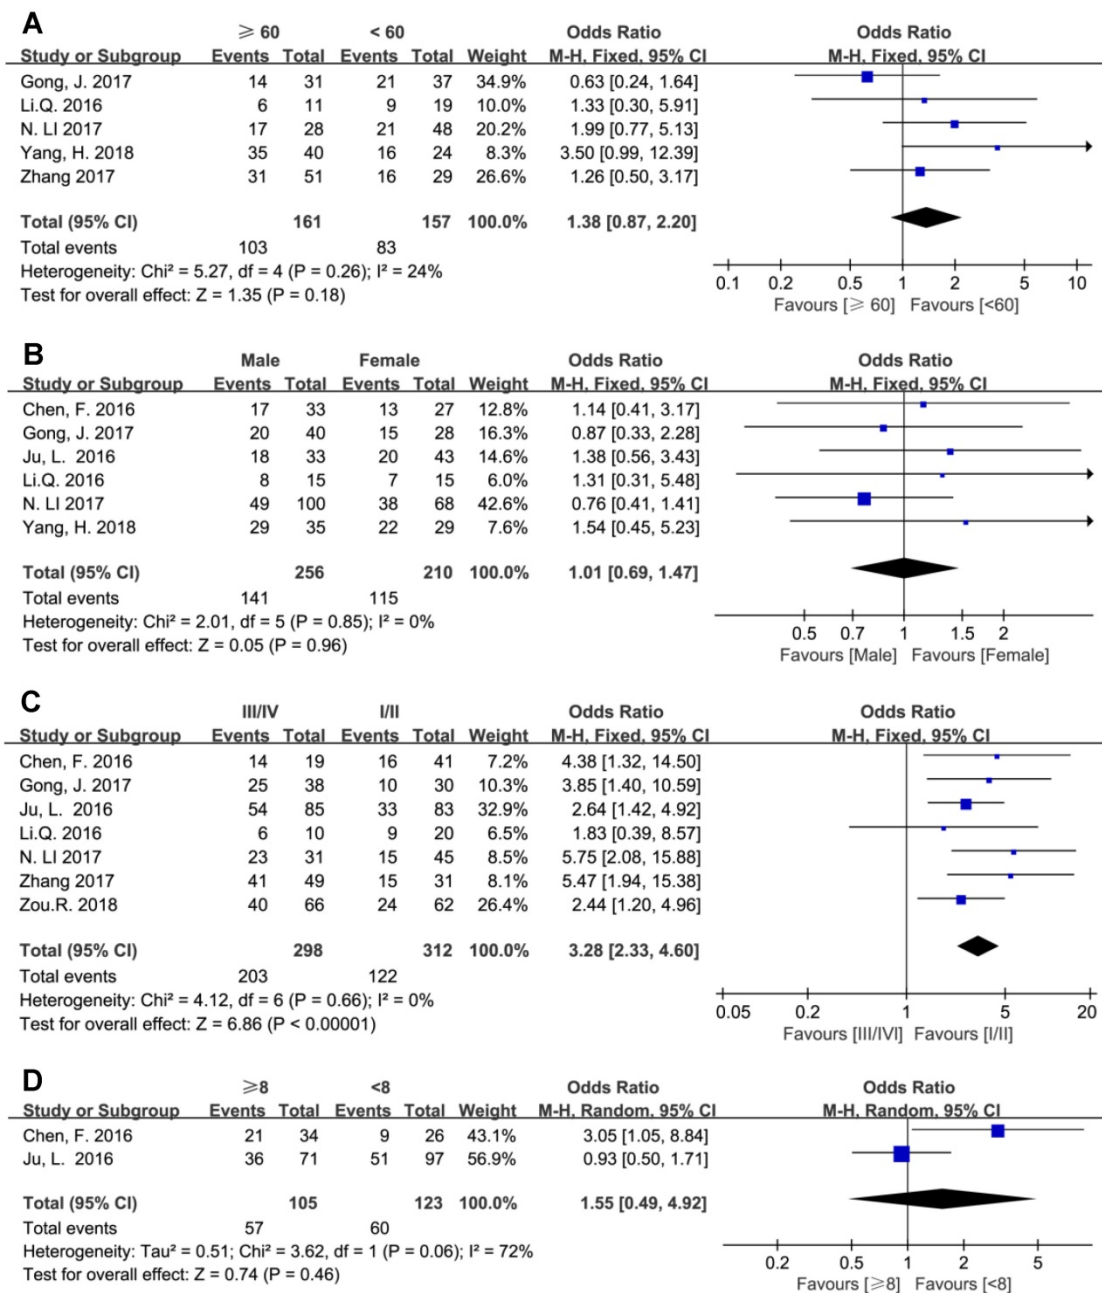 A
≥ 60 < 60 Odds Ratio Odds Ratio
Study or Subgroup Events Total Events Total Weight M-H, Fixed, 95% CI M-H, Fixed, 95% CI
Gong, J. 2017 14 31 21 37 34.9% 0.63 [0.24, 1.64]
Li.Q. 2016 6 11 9 19 10.0% 1.33 [0.30, 5.91]
N. LI 2017 17 28 21 48 20.2% 1.99 [0.77, 5.13]
Yang, H. 2018 35 40 16 24 8.3% 3.50 [0.99, 12.39]
Zhang 2017 31 51 16 29 26.6% 1.26 [0.50, 3.17]
Total (95% CI) 161 157 100.0% 1.38 [0.87, 2.20]
Total events 103 83
Heterogeneity: Chi² = 5.27, df = 4 (P = 0.26); I² = 24%
Test for overall effect: Z = 1.35 (P = 0.18)
0.1 0.2 0.5 1 2 5 10
Favours [≥ 60] Favours [<60]
B
Male Female Odds Ratio Odds Ratio
Study or Subgroup Events Total Events Total Weight M-H, Fixed, 95% CI M-H, Fixed, 95% CI
Chen, F. 2016 17 33 13 27 12.8% 1.14 [0.41, 3.17]
Gong, J. 2017 20 40 15 28 16.3% 0.87 [0.33, 2.28]
Ju, L. 2016 18 33 20 43 14.6% 1.38 [0.56, 3.43]
Li.Q. 2016 8 15 7 15 6.0% 1.31 [0.31, 5.48]
N. LI 2017 49 100 38 68 42.6% 0.76 [0.41, 1.41]
Yang, H. 2018 29 35 22 29 7.6% 1.54 [0.45, 5.23]
Total (95% CI) 256 210 100.0% 1.01 [0.69, 1.47]
Total events 141 115
Heterogeneity: Chi² = 2.01, df = 5 (P = 0.85); I² = 0%
Test for overall effect: Z = 0.05 (P = 0.96)
0.5 0.7 1 1.5 2
Favours [Male] Favours [Female]
C
III/IV I/II Odds Ratio Odds Ratio
Study or Subgroup Events Total Events Total Weight M-H, Fixed, 95% CI M-H, Fixed, 95% CI
Chen, F. 2016 14 19 16 41 7.2% 4.38 [1.32, 14.50]
Gong, J. 2017 25 38 10 30 10.3% 3.85 [1.40, 10.59]
Ju, L. 2016 54 85 33 83 32.9% 2.64 [1.42, 4.92]
Li.Q. 2016 6 10 9 20 6.5% 1.83 [0.39, 8.57]
N. LI 2017 23 31 15 45 8.5% 5.75 [2.08, 15.88]
Zhang 2017 41 49 15 31 8.1% 5.47 [1.94, 15.38]
Zou.R. 2018 40 66 24 62 26.4% 2.44 [1.20, 4.96]
Total (95% CI) 298 312 100.0% 3.28 [2.33, 4.60]
Total events 203 122
Heterogeneity: Chi² = 4.12, df = 6 (P = 0.66); I² = 0%
Test for overall effect: Z = 6.86 (P < 0.00001)
0.05 0.2 1 5 20
Favours [III/IVI] Favours [I/II]
D
≥8 <8 Odds Ratio Odds Ratio
Study or Subgroup Events Total Events Total Weight M-H, Random, 95% CI M-H, Random, 95% CI
Chen, F. 2016 21 34 9 26 43.1% 3.05 [1.05, 8.84]
Ju, L. 2016 36 71 51 97 56.9% 0.93 [0.50, 1.71]
Total (95% CI) 105 123 100.0% 1.55 [0.49, 4.92]
Total events 57 60
Heterogeneity: Tau² = 0.51; Chi² = 3.62, df = 1 (P = 0.06); I² = 72%
Test for overall effect: Z = 0.74 (P = 0.46)
0.2 0.5 1 2 5
Favours [≥8] Favours [<8]